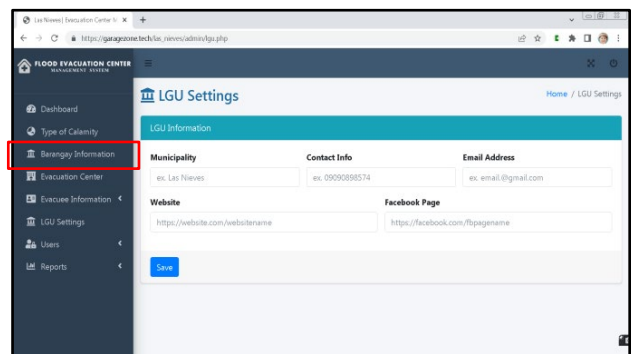 Las Nieves | Evacuation Center M
https://garagezone.tech/las_nieves/admin/lgu.php
FLOOD EVACUATION CENTER
MANAGEMENT SYSTEM
LGU Settings
Home / LGU Settings
Dashboard
Type of Calamity
Barangay Information
Evacuation Center
Evacuee Information
LGU Settings
Users
Reports
LGU Information
Municipality
Contact Info
Email Address
ex. Las Nieves
ex. 09090898574
ex. email.@gmail.com
Website
Facebook Page
https://website.com/websitename
https://facebook.com/fbpagename
Save